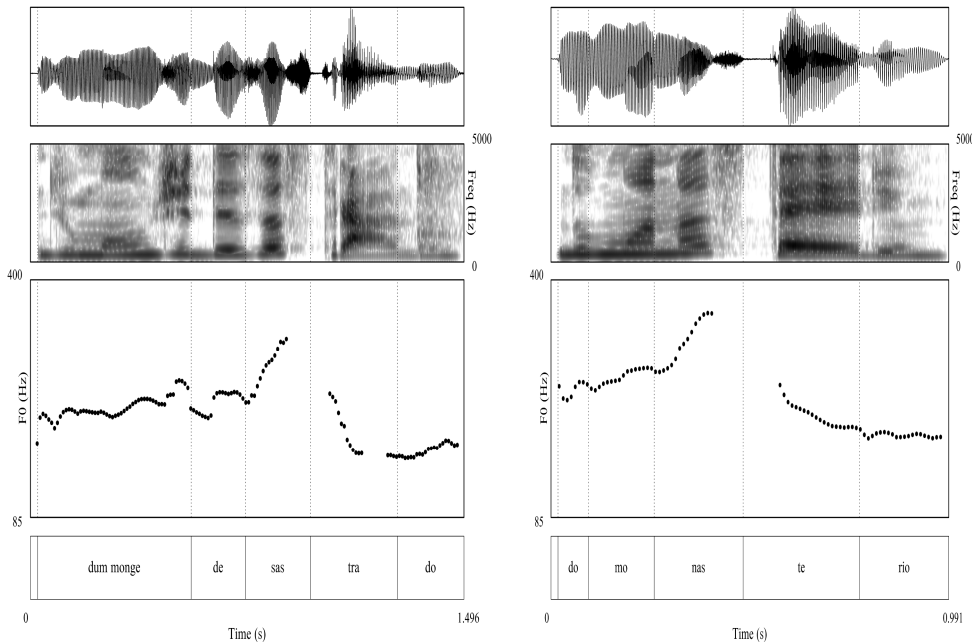 5000
Freq (Hz)
0
400
F0 (Hz)
85
dum monge de sas tra do
0 1.496
Time (s)
5000
Freq (Hz)
0
400
F0 (Hz)
85
do mo nas te rio
0 0.991
Time (s)